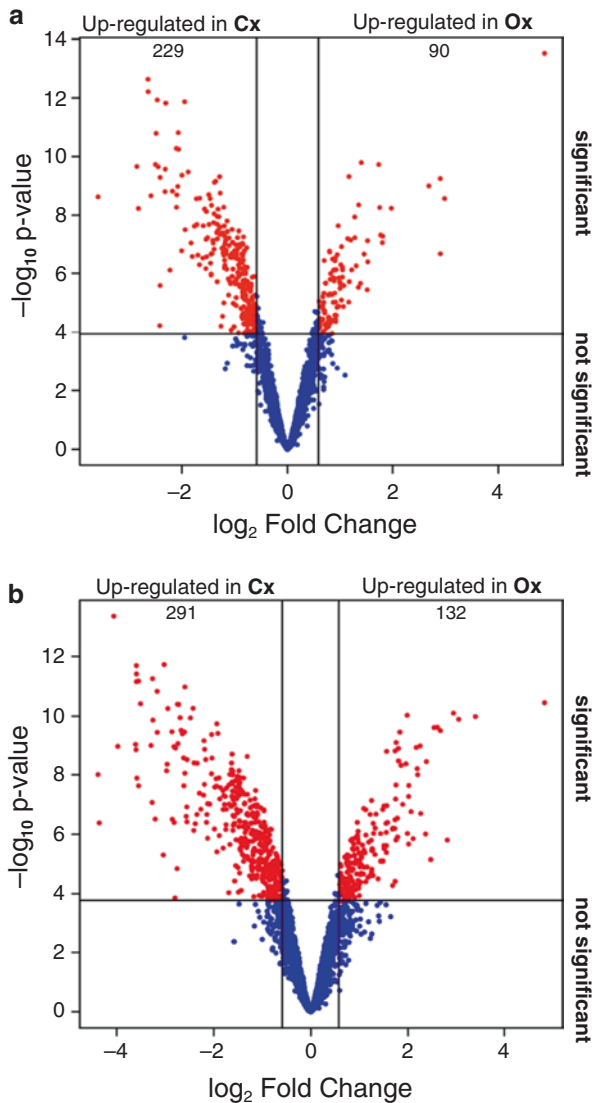 a
Up-regulated in Cx
Up-regulated in Ox
229
90
14
12
10
8
6
4
2
0
–log₁₀ p-value
significant
not significant
–2
0
2
4
log₂ Fold Change
b
Up-regulated in Cx
Up-regulated in Ox
291
132
12
10
8
6
4
2
0
–log₁₀ p-value
significant
not significant
–4
–2
0
2
4
log₂ Fold Change